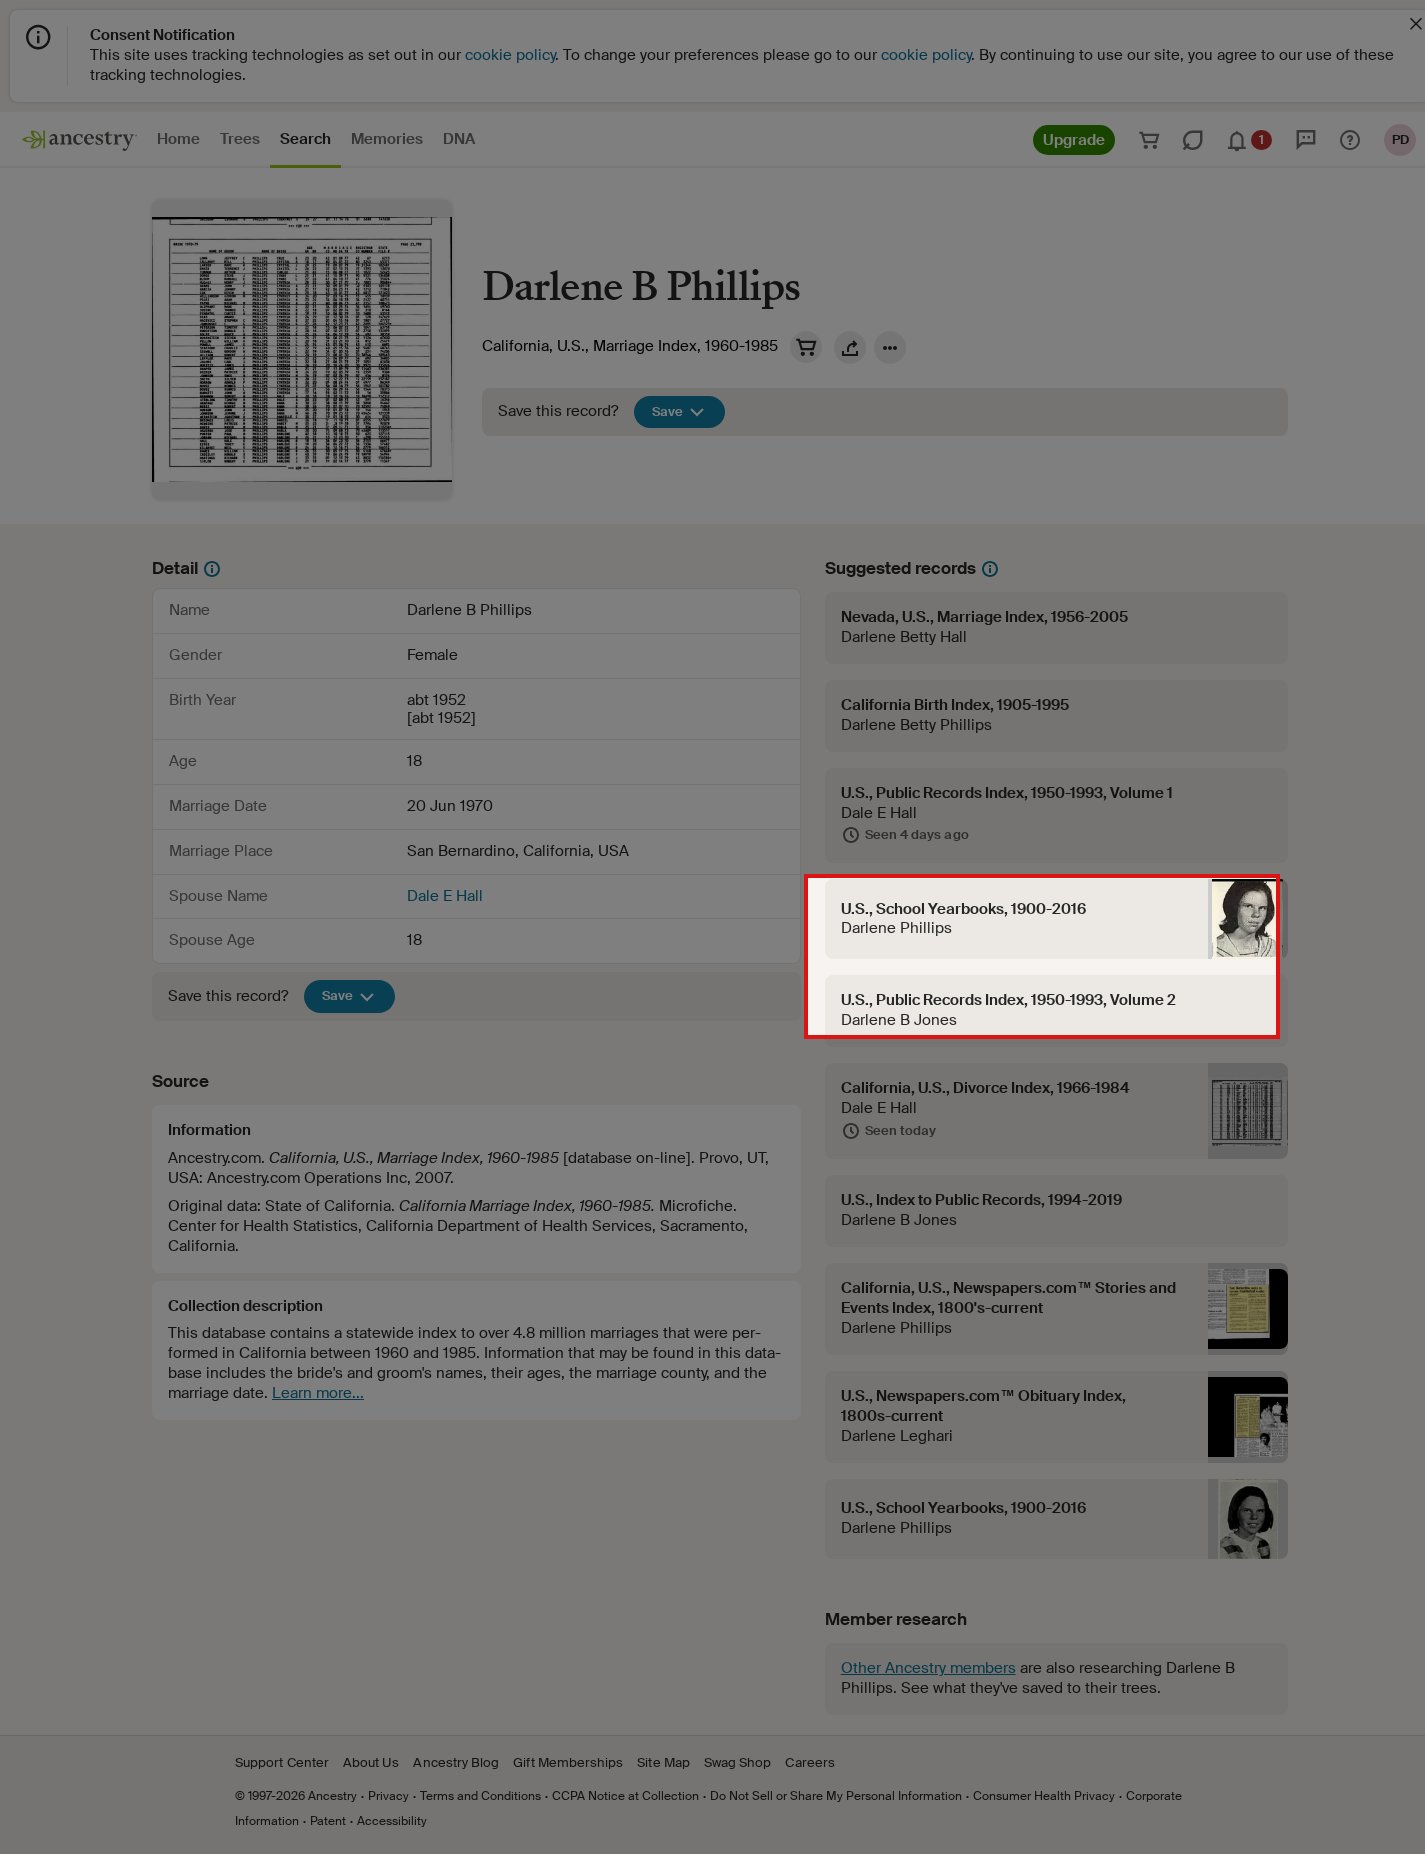 Consent Notification
This site uses tracking technologies as set out in our cookie policy. To change your preferences please go to our cookie policy. By continuing to use our site, you agree to our use of these
tracking technologies.
ancestry Home Trees Search Memories DNA Upgrade 1 PD
Darlene B Phillips
California, U.S., Marriage Index, 1960-1985
Save this record? Save
Detail
Name Darlene B Phillips
Gender Female
Birth Year abt 1952
[abt 1952]
Age 18
Marriage Date 20 Jun 1970
Marriage Place San Bernardino, California, USA
Spouse Name Dale E Hall
Spouse Age 18
Save this record? Save
Source
Information
Ancestry.com. California, U.S., Marriage Index, 1960-1985 [database on-line]. Provo, UT,
USA: Ancestry.com Operations Inc, 2007.
Original data: State of California. California Marriage Index, 1960-1985. Microfiche.
Center for Health Statistics, California Department of Health Services, Sacramento,
California.
Collection description
This database contains a statewide index to over 4.8 million marriages that were per-
formed in California between 1960 and 1985. Information that may be found in this data-
base includes the bride's and groom's names, their ages, the marriage county, and the
marriage date. Learn more...
Suggested records
Nevada, U.S., Marriage Index, 1956-2005
Darlene Betty Hall
California Birth Index, 1905-1995
Darlene Betty Phillips
U.S., Public Records Index, 1950-1993, Volume 1
Dale E Hall
Seen 4 days ago
U.S., School Yearbooks, 1900-2016
Darlene Phillips
U.S., Public Records Index, 1950-1993, Volume 2
Darlene B Jones
California, U.S., Divorce Index, 1966-1984
Dale E Hall
Seen today
U.S., Index to Public Records, 1994-2019
Darlene B Jones
California, U.S., Newspapers.com™ Stories and
Events Index, 1800's-current
Darlene Phillips
U.S., Newspapers.com™ Obituary Index,
1800s-current
Darlene Leghari
U.S., School Yearbooks, 1900-2016
Darlene Phillips
Member research
Other Ancestry members are also researching Darlene B
Phillips. See what they've saved to their trees.
Support Center About Us Ancestry Blog Gift Memberships Site Map Swag Shop Careers
© 1997-2026 Ancestry • Privacy • Terms and Conditions • CCPA Notice at Collection • Do Not Sell or Share My Personal Information • Consumer Health Privacy • Corporate
Information • Patent • Accessibility